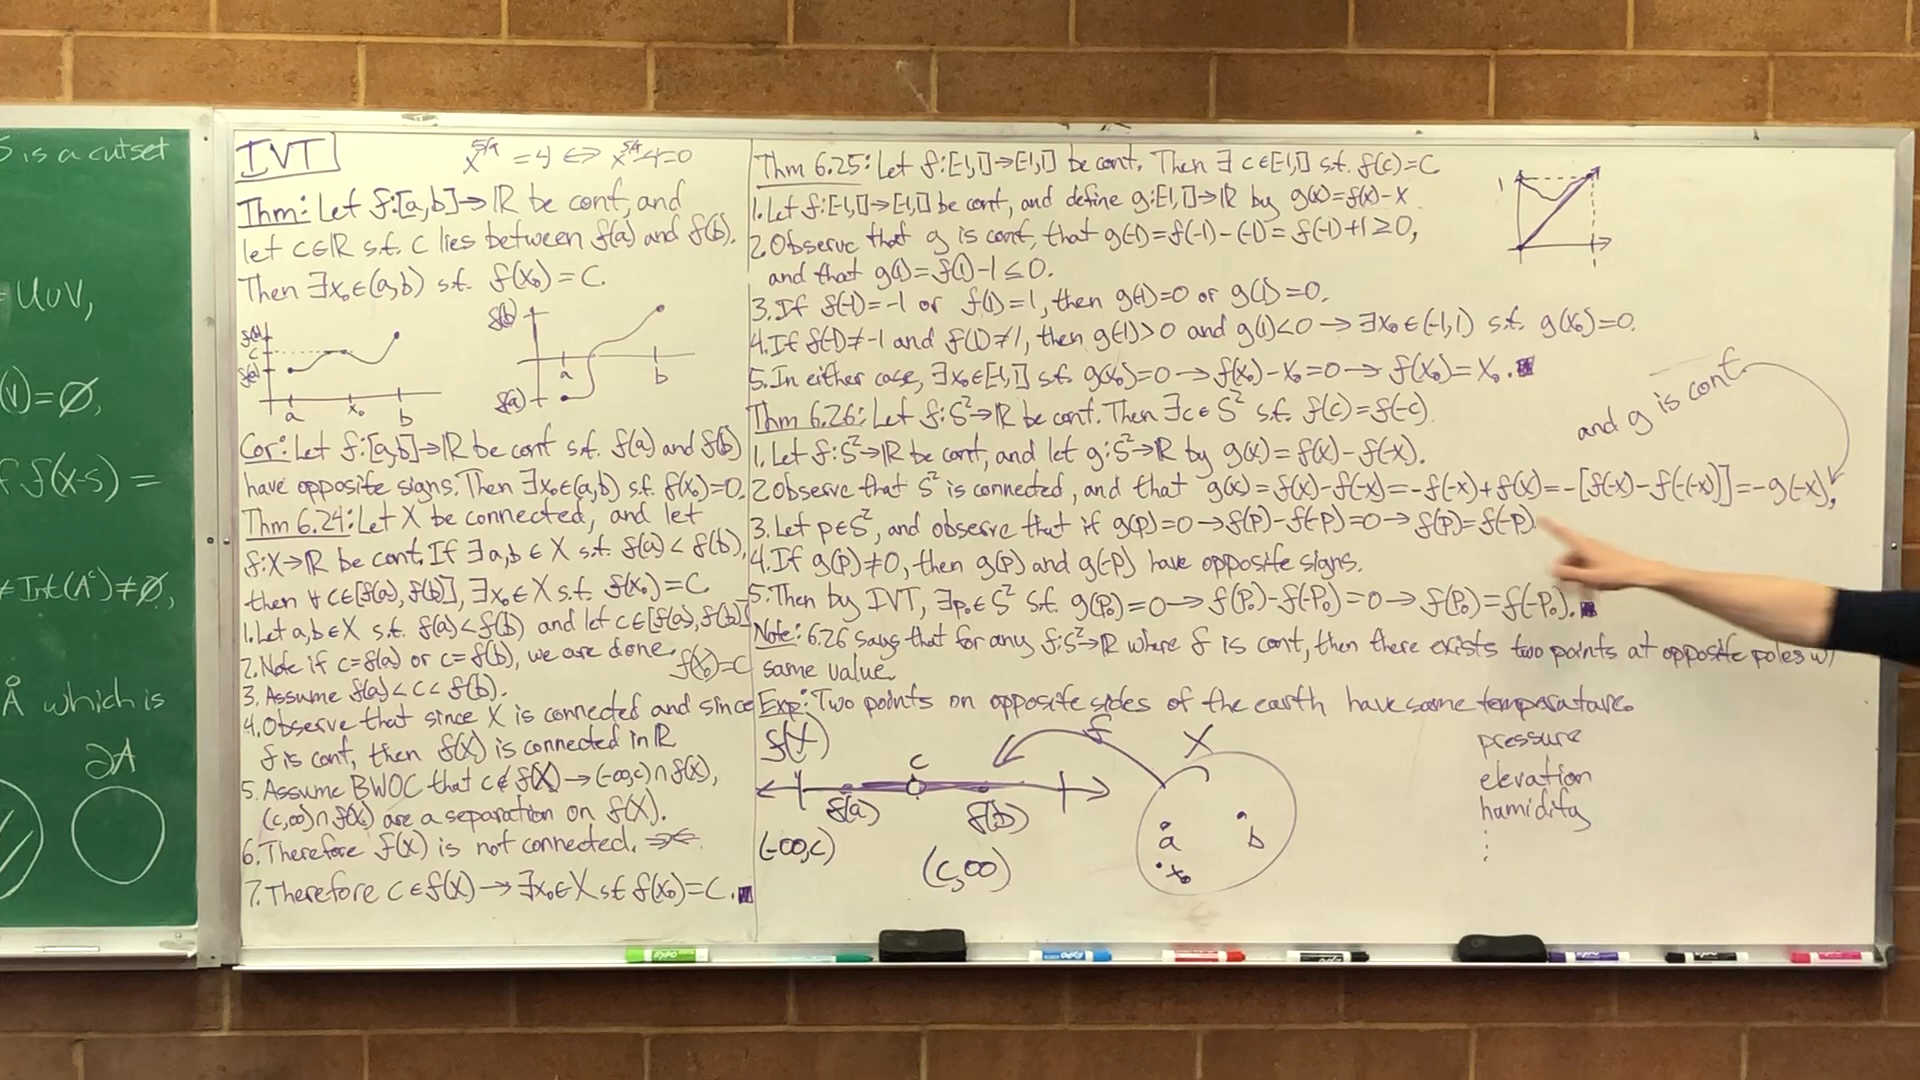 S is a cutset
= U∪V,
(V)=∅,
f f(x-s) =
≠ Int(Aᶜ)≠∅,
Å which is
∂A
IVT
x^{5/4} = 4 ⟺ x^{5/4}-4=0
Thm: Let f:[a,b]→ℝ be cont, and
let c∈ℝ s.t. c lies between f(a) and f(b).
Then ∃x₀∈(a,b) s.t. f(x₀)=C.
f(b)
c
f(a)
a
x₀
b
f(b)
f(a)
a
b
Cor: Let f:[a,b]→ℝ be cont s.t. f(a) and f(b)
have opposite signs. Then ∃x₀∈(a,b) s.t. f(x₀)=0.
Thm 6.24: Let X be connected, and let
f:X→ℝ be cont. If ∃a,b∈X s.t. f(a)<f(b),
then ∀c∈[f(a),f(b)], ∃x₀∈X s.t. f(x₀)=C
1. Let a,b∈X s.t. f(a)<f(b) and let c∈[f(a),f(b)]
2. Note if c=f(a) or c=f(b), we are done.
f(x₀)=C
3. Assume f(a)<c<f(b).
4. Observe that since X is connected and since
f is cont, then f(X) is connected in ℝ
5. Assume BWOC that c∉f(X)→(-∞,c)∩f(X),
(c,∞)∩f(X) are a separation on f(X).
6. Therefore f(X) is not connected. ⇒⇐
7. Therefore c∈f(X)→∃x₀∈X s.t f(x₀)=C.
Thm 6.25: Let f:[-1,1]→[-1,1] be cont. Then ∃ c∈[-1,1] s.t. f(c)=C
1. Let f:[-1,1]→[-1,1] be cont, and define g:[-1,1]→ℝ by g(x)=f(x)-x
2. Observe that g is cont, that g(-1)=f(-1)-(-1)=f(-1)+1≥0,
and that g(1)=f(1)-1≤0.
3. If f(-1)=-1 or f(1)=1, then g(-1)=0 or g(1)=0.
4. If f(-1)≠-1 and f(1)≠1, then g(-1)>0 and g(1)<0→∃x₀∈(-1,1) s.t. g(x₀)=0.
5. In either case, ∃x₀∈[-1,1] s.t. g(x₀)=0→f(x₀)-x₀=0→f(x₀)=x₀.
1
1
Thm 6.26: Let f:S²→ℝ be cont. Then ∃c∈S² s.t. f(c)=f(-c).
and g is cont.
1. Let f:S²→ℝ be cont, and let g:S²→ℝ by g(x)=f(x)-f(-x).
2. Observe that S² is connected, and that g(x)=f(x)-f(-x)=-f(-x)+f(x)=-[f(-x)-f(-(-x))]=-g(-x),
3. Let p∈S², and observe that if g(p)=0→f(p)-f(-p)=0→f(p)=f(-p).
4. If g(p)≠0, then g(p) and g(-p) have opposite signs.
5. Then by IVT, ∃p₀∈S² s.t. g(p₀)=0→f(p₀)-f(-p₀)=0→f(p₀)=f(-p₀).
Note: 6.26 says that for any f:S²→ℝ where f is cont, then there exists two points at opposite poles w/
same value.
Exp: Two points on opposite sides of the earth have same temperature.
pressure
elevation
humidity
⋮
f(X)
f
X
c
f(a)
f(b)
(-∞,c)
(c,∞)
a
b
x₀